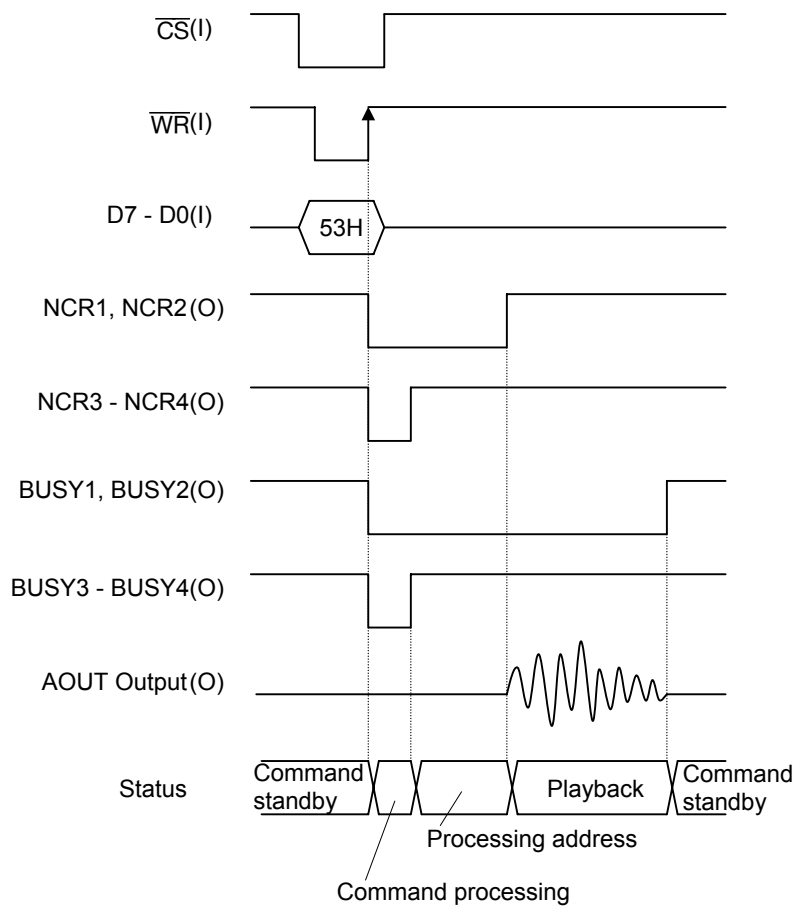 CS(I)
WR(I)
D7 - D0(I)
53H
NCR1, NCR2(O)
NCR3 - NCR4(O)
BUSY1, BUSY2(O)
BUSY3 - BUSY4(O)
AOUT Output(O)
Status
Command
standby
Playback
Command
standby
Processing address
Command processing